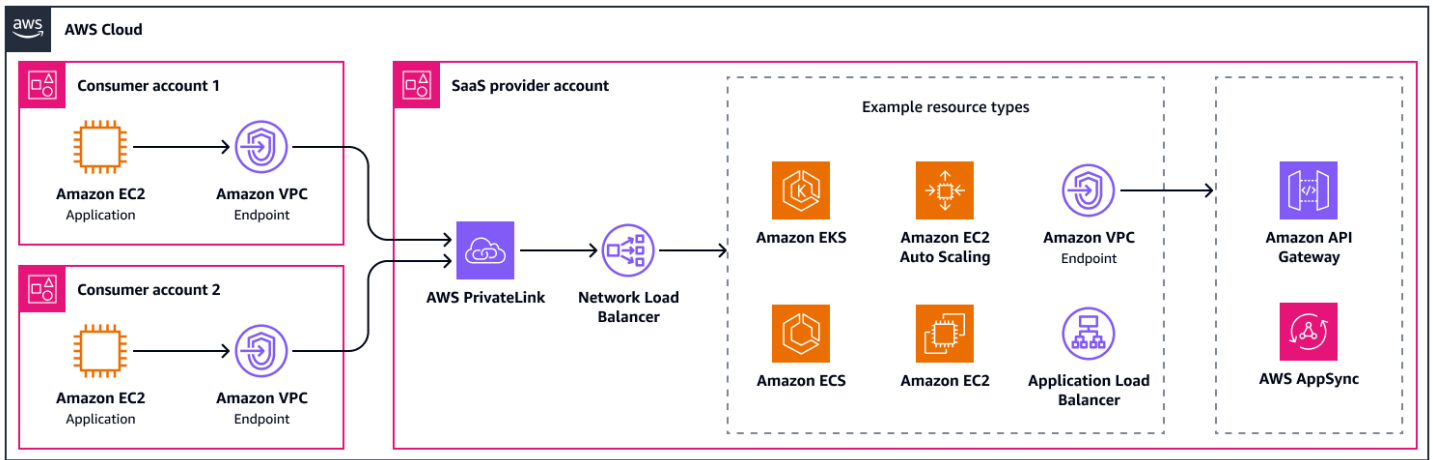 aws
AWS Cloud
Consumer account 1
Amazon EC2
Application
Amazon VPC
Endpoint
Consumer account 2
Amazon EC2
Application
Amazon VPC
Endpoint
SaaS provider account
AWS PrivateLink
Network Load
Balancer
Example resource types
K
Amazon EKS
Amazon EC2
Auto Scaling
Amazon VPC
Endpoint
Amazon ECS
Amazon EC2
Application Load
Balancer
</>
Amazon API
Gateway
AWS AppSync